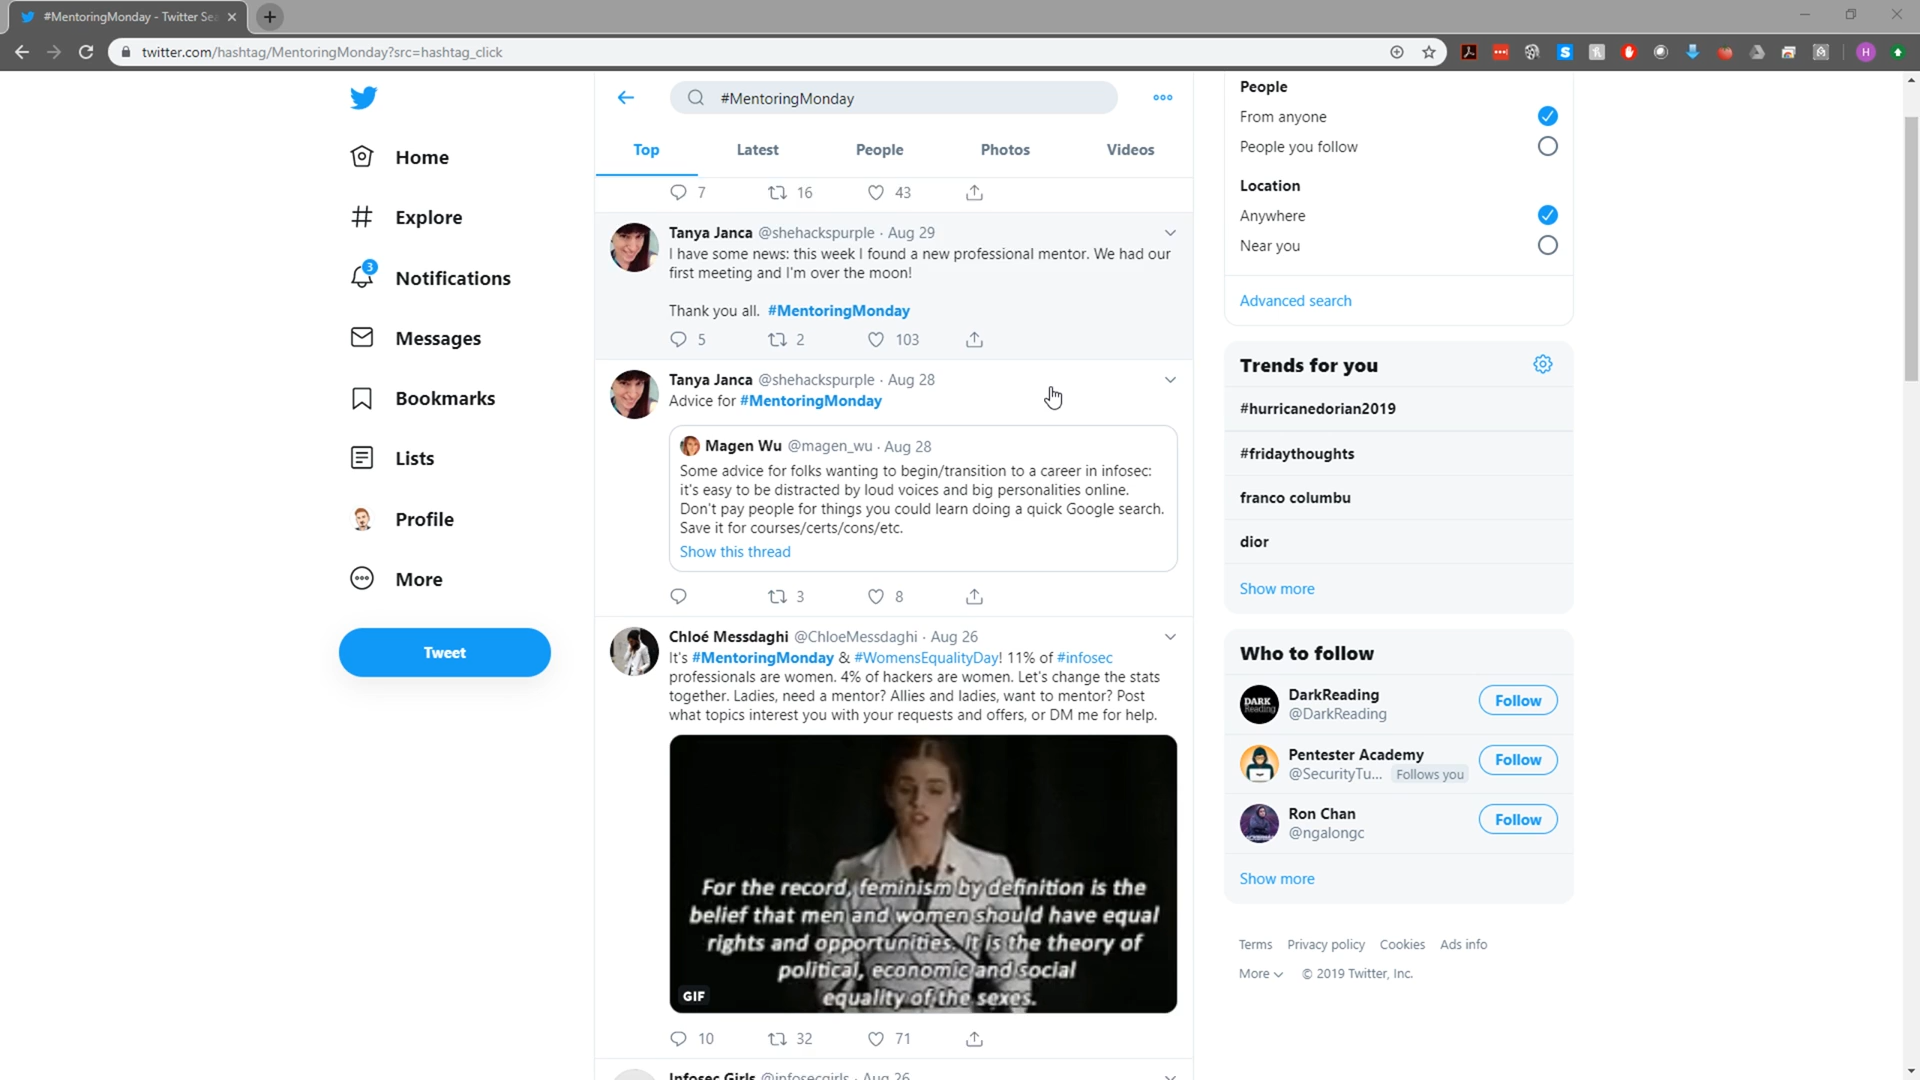 #MentoringMonday - Twitter Sea
twitter.com/hashtag/MentoringMonday?src=hashtag_click
H
Home
Explore
3
Notifications
Messages
Bookmarks
Lists
Profile
More
Tweet
#MentoringMonday
Top
Latest
People
Photos
Videos
7
16
43
Tanya Janca @shehackspurple · Aug 29
I have some news: this week I found a new professional mentor. We had our
first meeting and I'm over the moon!
Thank you all. #MentoringMonday
5
2
103
Tanya Janca @shehackspurple · Aug 28
Advice for #MentoringMonday
Magen Wu @magen_wu · Aug 28
Some advice for folks wanting to begin/transition to a career in infosec:
it's easy to be distracted by loud voices and big personalities online.
Don't pay people for things you could learn doing a quick Google search.
Save it for courses/certs/cons/etc.
Show this thread
3
8
Chloé Messdaghi @ChloeMessdaghi · Aug 26
It's #MentoringMonday & #WomensEqualityDay! 11% of #infosec
professionals are women. 4% of hackers are women. Let's change the stats
together. Ladies, need a mentor? Allies and ladies, want to mentor? Post
what topics interest you with your requests and offers, or DM me for help.
For the record, feminism by definition is the
belief that men and women should have equal
rights and opportunities. It is the theory of
political, economic and social
equality of the sexes.
GIF
10
32
71
Infosec Girls @infosecgirls · Aug 26
People
From anyone
People you follow
Location
Anywhere
Near you
Advanced search
Trends for you
#hurricanedorian2019
#fridaythoughts
franco columbu
dior
Show more
Who to follow
DARK
Reading
DarkReading
@DarkReading
Follow
Pentester Academy
@SecurityTu... Follows you
Follow
Ron Chan
@ngalongc
Follow
Show more
Terms Privacy policy Cookies Ads info
More © 2019 Twitter, Inc.